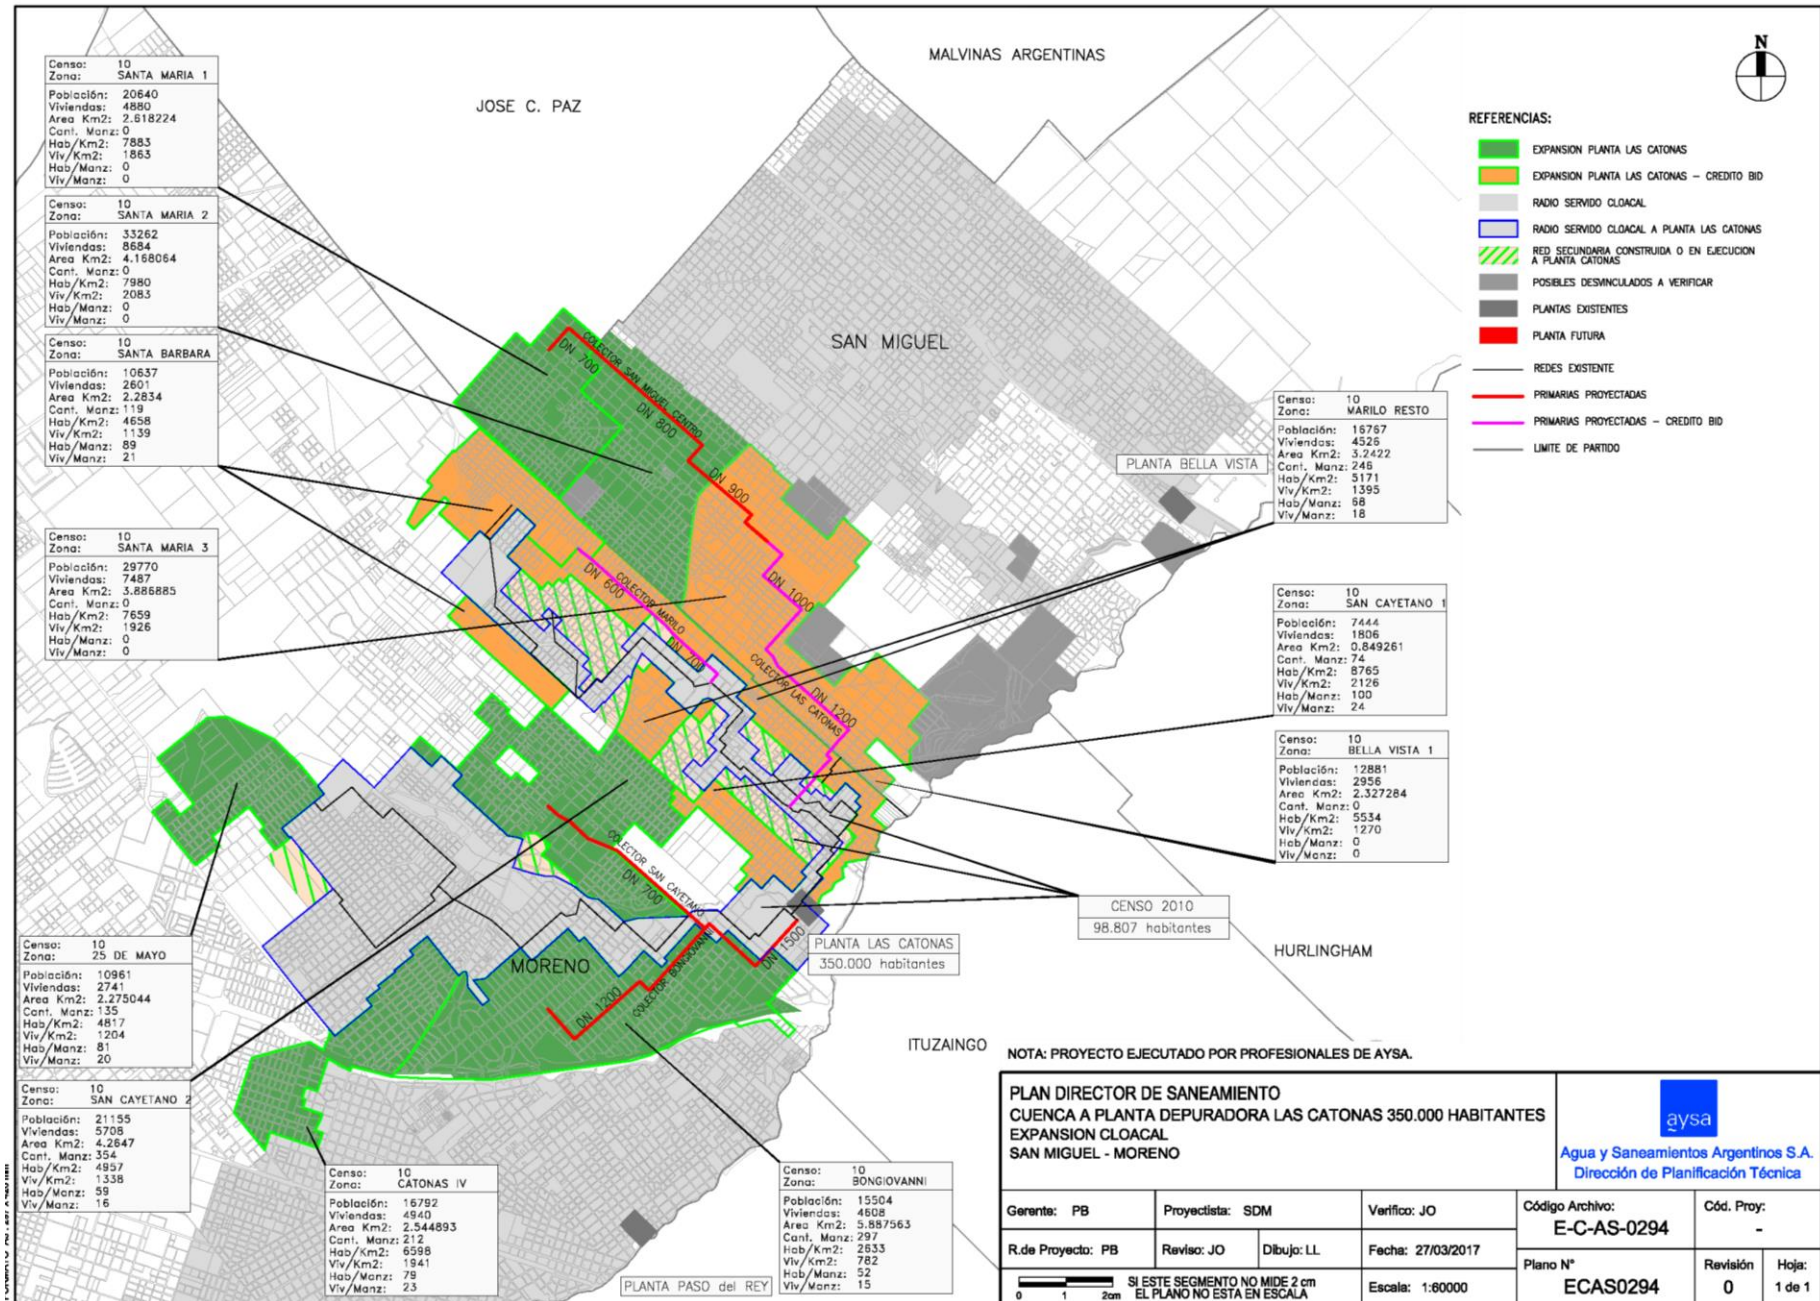 MALVINAS ARGENTINAS
JOSE C. PAZ
SAN MIGUEL
MORENO
ITUZAINGO
HURLINGHAM
N
Censo: 10
Zona: SANTA MARIA 1
Población: 20640
Viviendas: 4880
Area Km2: 2.618224
Cant. Manz: 0
Hab/Km2: 7883
Viv/Km2: 1863
Hab/Manz: 0
Viv/Manz: 0
Censo: 10
Zona: SANTA MARIA 2
Población: 33262
Viviendas: 8684
Area Km2: 4.168064
Cant. Manz: 0
Hab/Km2: 7980
Viv/Km2: 2083
Hab/Manz: 0
Viv/Manz: 0
Censo: 10
Zona: SANTA BARBARA
Población: 10637
Viviendas: 2601
Area Km2: 2.2834
Cant. Manz: 119
Hab/Km2: 4658
Viv/Km2: 1139
Hab/Manz: 89
Viv/Manz: 21
Censo: 10
Zona: SANTA MARIA 3
Población: 29770
Viviendas: 7487
Area Km2: 3.886885
Cant. Manz: 0
Hab/Km2: 7659
Viv/Km2: 1926
Hab/Manz: 0
Viv/Manz: 0
Censo: 10
Zona: 25 DE MAYO
Población: 10961
Viviendas: 2741
Area Km2: 2.275044
Cant. Manz: 135
Hab/Km2: 4817
Viv/Km2: 1204
Hab/Manz: 81
Viv/Manz: 20
Censo: 10
Zona: SAN CAYETANO 2
Población: 21155
Viviendas: 5708
Area Km2: 4.2647
Cant. Manz: 354
Hab/Km2: 4957
Viv/Km2: 1338
Hab/Manz: 59
Viv/Manz: 16
Censo: 10
Zona: CATONAS IV
Población: 16792
Viviendas: 4940
Area Km2: 2.544893
Cant. Manz: 212
Hab/Km2: 6598
Viv/Km2: 1941
Hab/Manz: 79
Viv/Manz: 23
Censo: 10
Zona: BONGIOVANNI
Población: 15504
Viviendas: 4608
Area Km2: 5.887563
Cant. Manz: 297
Hab/Km2: 2633
Viv/Km2: 782
Hab/Manz: 52
Viv/Manz: 15
Censo: 10
Zona: MARILO RESTO
Población: 16767
Viviendas: 4526
Area Km2: 3.2422
Cant. Manz: 246
Hab/Km2: 5171
Viv/Km2: 1395
Hab/Manz: 68
Viv/Manz: 18
Censo: 10
Zona: SAN CAYETANO 1
Población: 7444
Viviendas: 1806
Area Km2: 0.849261
Cant. Manz: 74
Hab/Km2: 8765
Viv/Km2: 2126
Hab/Manz: 100
Viv/Manz: 24
Censo: 10
Zona: BELLA VISTA 1
Población: 12881
Viviendas: 2956
Area Km2: 2.327284
Cant. Manz: 0
Hab/Km2: 5534
Viv/Km2: 1270
Hab/Manz: 0
Viv/Manz: 0
COLECTOR SAN MIGUEL CENTRO
DN 700
DN 800
DN 900
DN 1000
DN 1200
COLECTOR LAS CATONAS
COLECTOR MARILO
DN 600
DN 700
COLECTOR SAN CAYETANO
DN 700
COLECTOR BONGIOVANNI
DN 1200
DN 1500
PLANTA BELLA VISTA
PLANTA LAS CATONAS
350.000 habitantes
CENSO 2010
98.807 habitantes
PLANTA PASO del REY
REFERENCIAS:
EXPANSION PLANTA LAS CATONAS
EXPANSION PLANTA LAS CATONAS - CREDITO BID
RADIO SERVIDO CLOACAL
RADIO SERVIDO CLOACAL A PLANTA LAS CATONAS
RED SECUNDARIA CONSTRUIDA O EN EJECUCION
A PLANTA CATONAS
POSIBLES DESVINCULADOS A VERIFICAR
PLANTAS EXISTENTES
PLANTA FUTURA
REDES EXISTENTE
PRIMARIAS PROYECTADAS
PRIMARIAS PROYECTADAS - CREDITO BID
LIMITE DE PARTIDO
NOTA: PROYECTO EJECUTADO POR PROFESIONALES DE AYSA.
PLAN DIRECTOR DE SANEAMIENTO
CUENCA A PLANTA DEPURADORA LAS CATONAS 350.000 HABITANTES
EXPANSION CLOACAL
SAN MIGUEL - MORENO
aysa
Agua y Saneamientos Argentinos S.A.
Dirección de Planificación Técnica
Gerente: PB
Proyectista: SDM
Verifico: JO
Código Archivo:
E-C-AS-0294
Cód. Proy:
-
R.de Proyecto: PB
Reviso: JO
Dibujo: LL
Fecha: 27/03/2017
Plano N°
ECAS0294
Revisión
0
Hoja:
1 de 1
0 1 2cm
SI ESTE SEGMENTO NO MIDE 2 cm
EL PLANO NO ESTA EN ESCALA
Escala: 1:60000